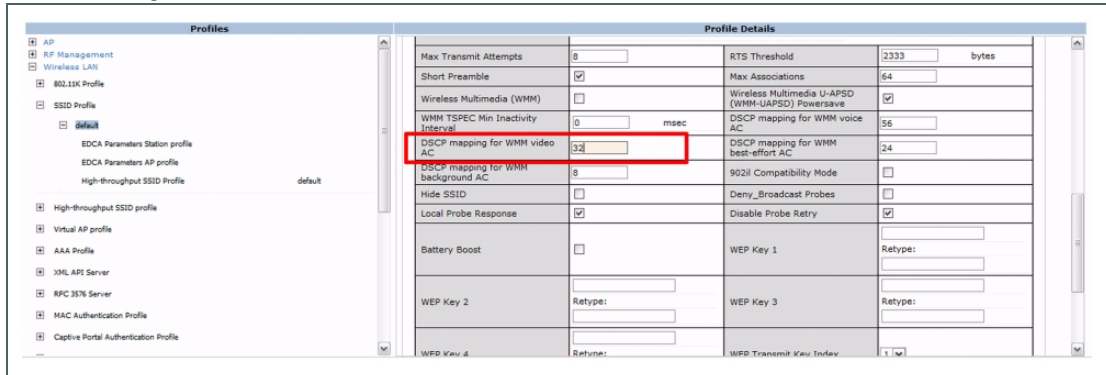 Profiles
AP
RF Management
Wireless LAN
802.11K Profile
SSID Profile
default
EDCA Parameters Station profile
EDCA Parameters AP profile
High-throughput SSID Profile default
High-throughput SSID profile
Virtual AP profile
AAA Profile
XML API Server
RFC 3576 Server
MAC Authentication Profile
Captive Portal Authentication Profile
Profile Details
Max Transmit Attempts 8 RTS Threshold 2333 bytes
Short Preamble Max Associations 64
Wireless Multimedia (WMM) Wireless Multimedia U-APSD
(WMM-UAPSD) Powersave
WMM TSPEC Min Inactivity
Interval 0 msec DSCP mapping for WMM voice
AC 56
DSCP mapping for WMM video
AC 32 DSCP mapping for WMM
best-effort AC 24
DSCP mapping for WMM
background AC 8 902il Compatibility Mode
Hide SSID Deny_Broadcast Probes
Local Probe Response Disable Probe Retry
Battery Boost WEP Key 1 Retype:
WEP Key 2 Retype: WEP Key 3 Retype:
WEP Key 4 Retype: WEP Transmit Key Index 1